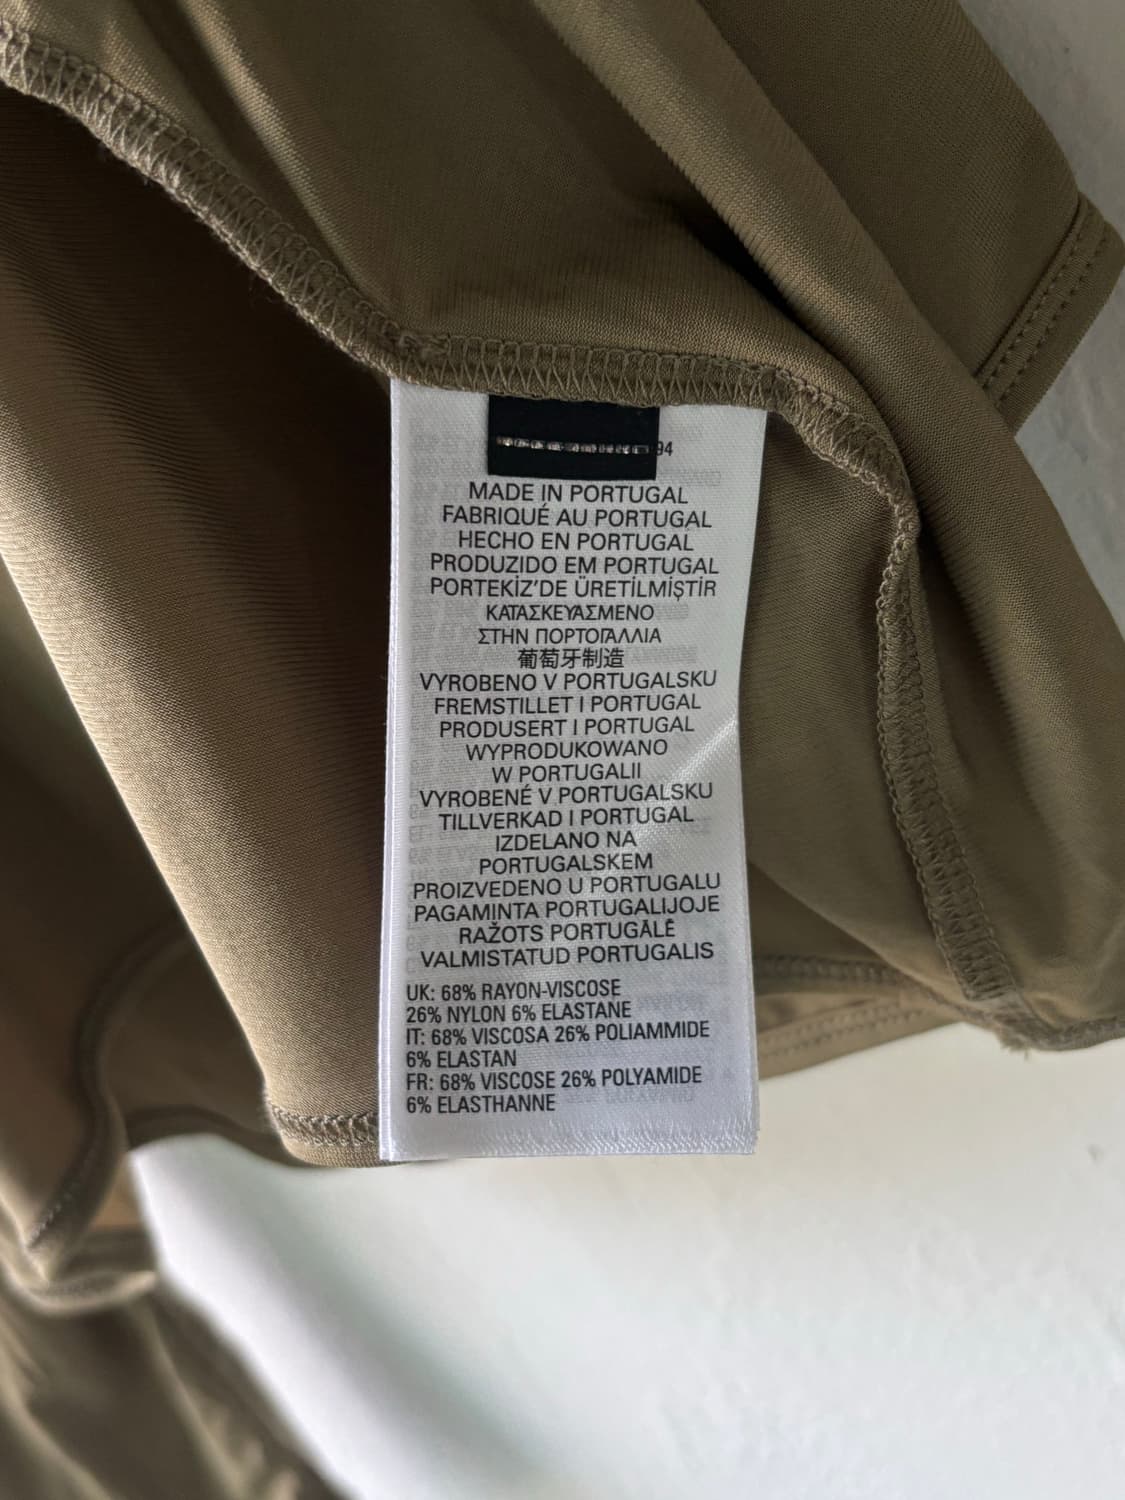 94
MADE IN PORTUGAL
FABRIQUÉ AU PORTUGAL
HECHO EN PORTUGAL
PRODUZIDO EM PORTUGAL
PORTEKİZ'DE ÜRETİLMİŞTİR
ΚΑΤΑΣΚΕΥΑΣΜΕΝΟ
ΣΤΗΝ ΠΟΡΤΟΓΑΛΛΙΑ
葡萄牙制造
VYROBENO V PORTUGALSKU
FREMSTILLET I PORTUGAL
PRODUSERT I PORTUGAL
WYPRODUKOWANO
W PORTUGALII
VYROBENÉ V PORTUGALSKU
TILLVERKAD I PORTUGAL
IZDELANO NA
PORTUGALSKEM
PROIZVEDENO U PORTUGALU
PAGAMINTA PORTUGALIJOJE
RAŽOTS PORTUGĀLĒ
VALMISTATUD PORTUGALIS
UK: 68% RAYON-VISCOSE
26% NYLON 6% ELASTANE
IT: 68% VISCOSA 26% POLIAMMIDE
6% ELASTAN
FR: 68% VISCOSE 26% POLYAMIDE
6% ELASTHANNE